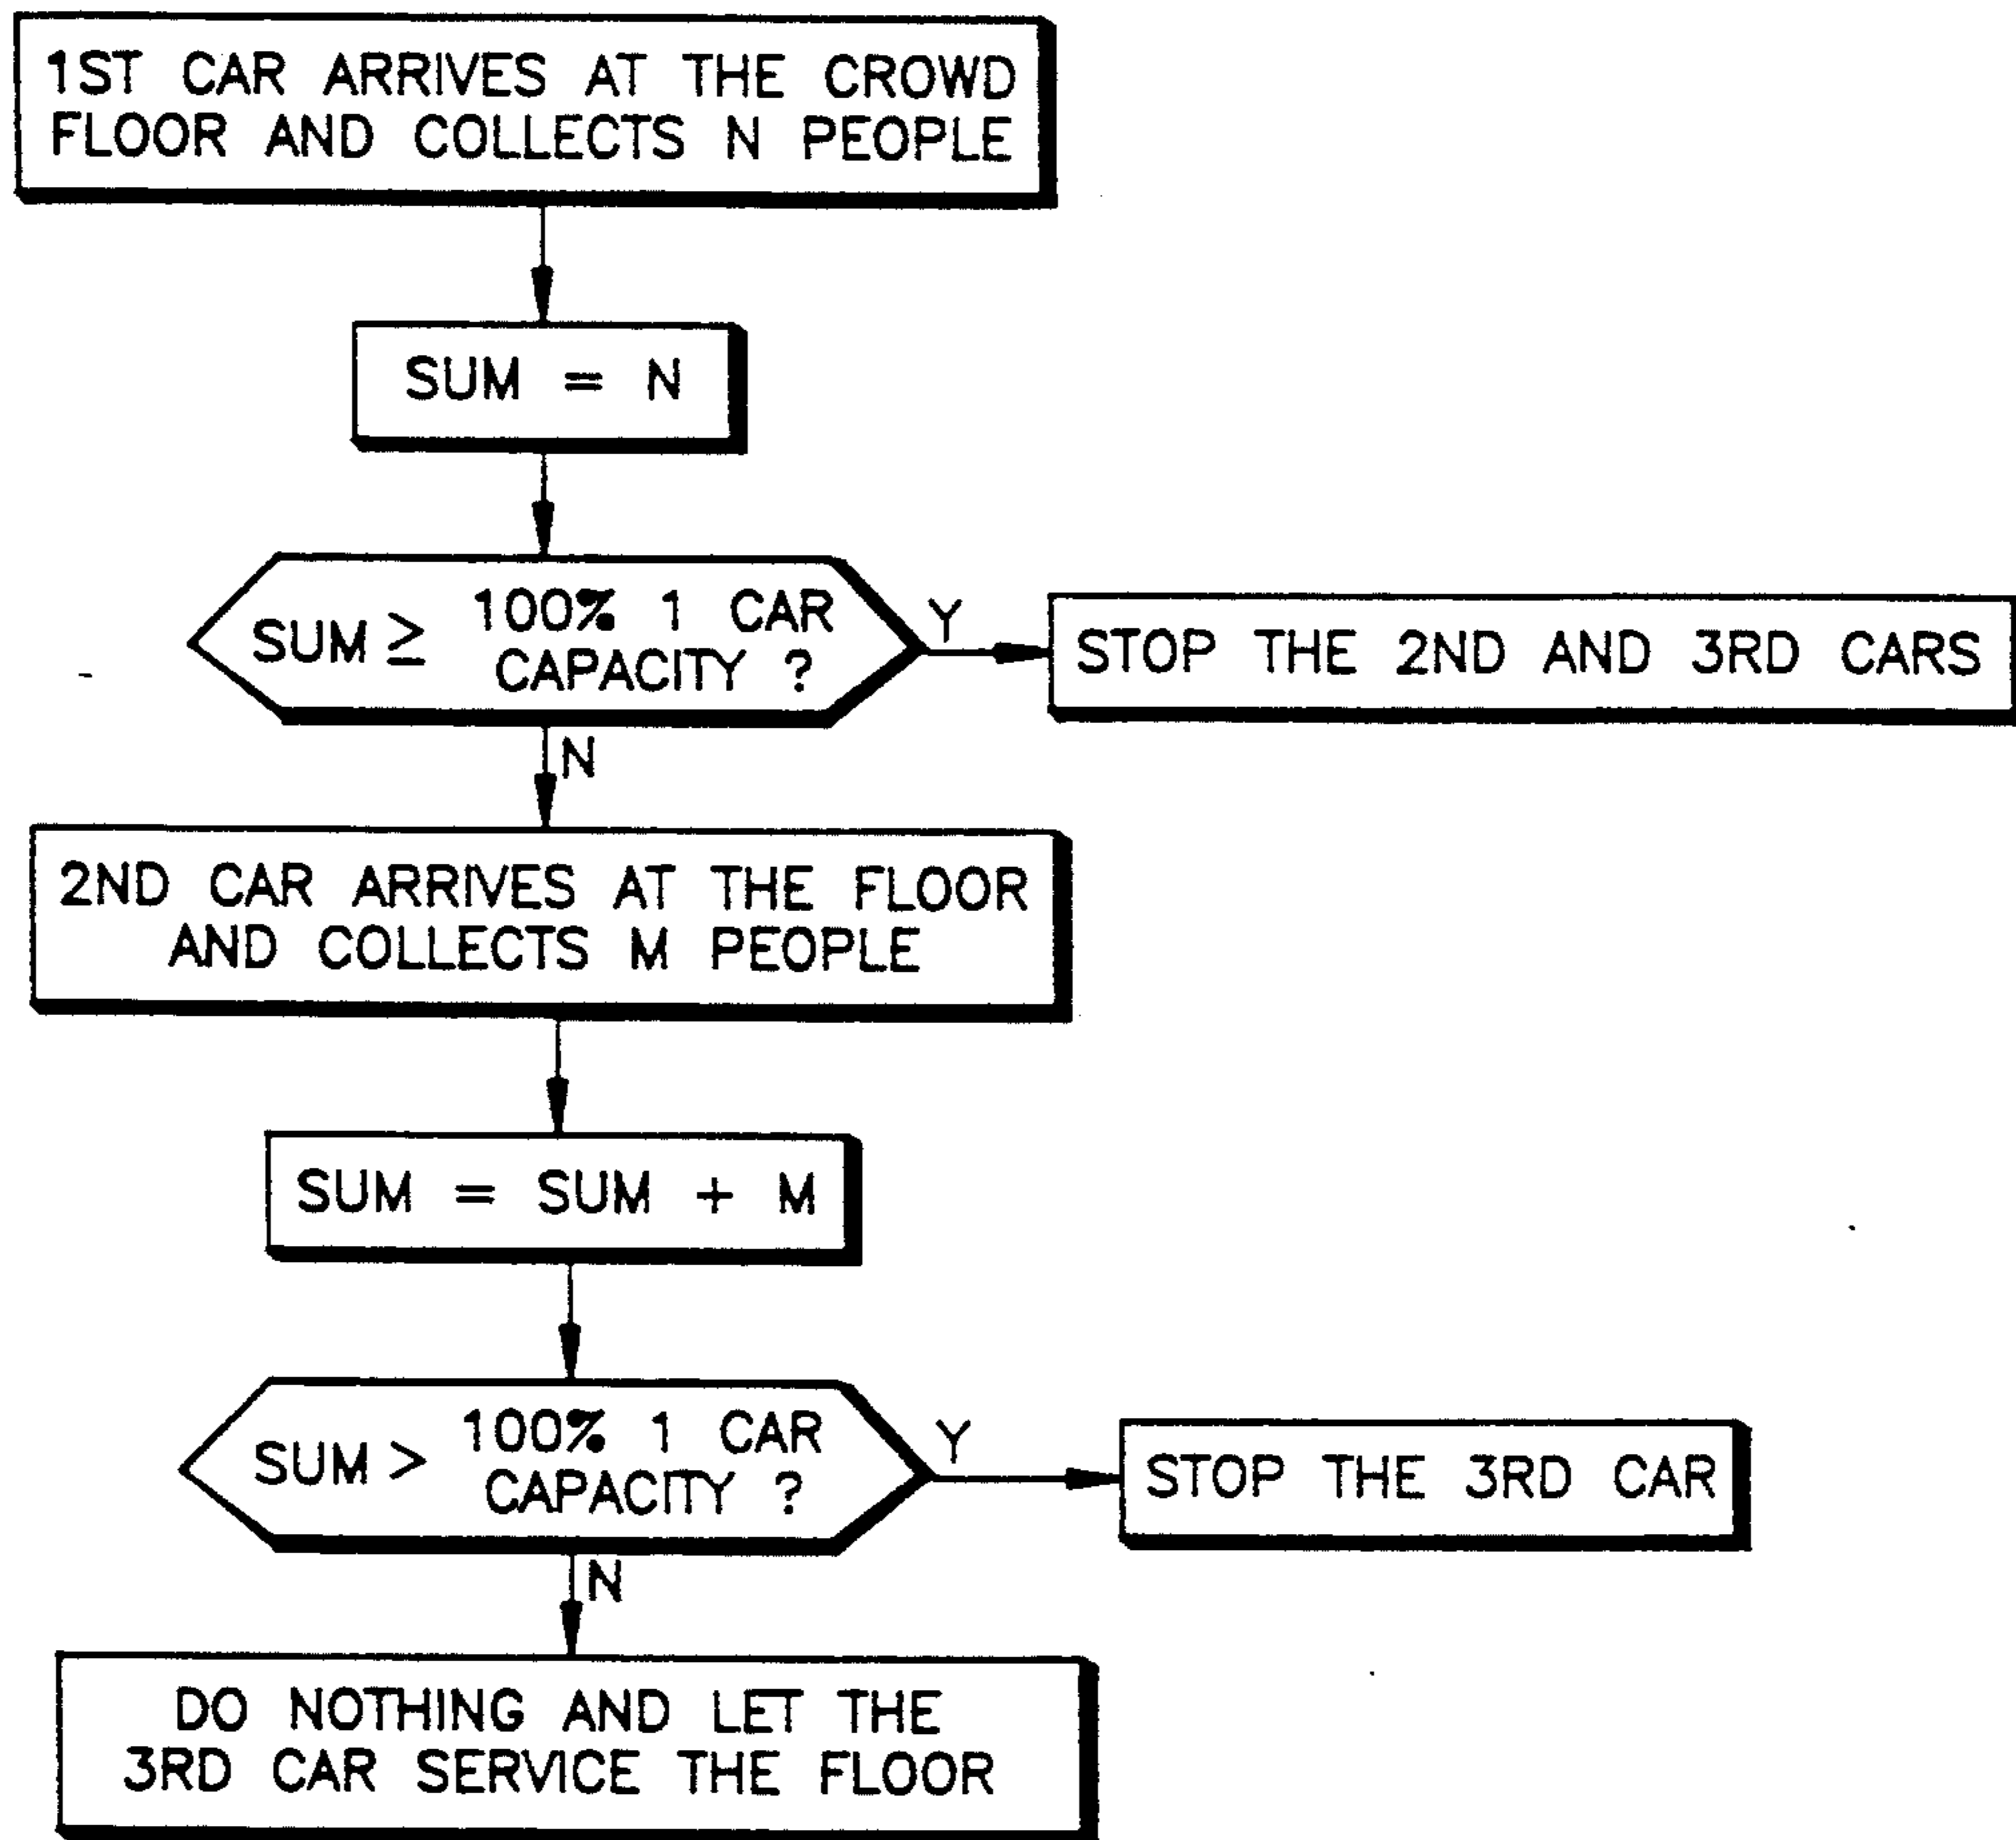 1ST CAR ARRIVES AT THE CROWD
FLOOR AND COLLECTS N PEOPLE
SUM = N
SUM ≥ 100% 1 CAR
CAPACITY ?
Y
STOP THE 2ND AND 3RD CARS
N
2ND CAR ARRIVES AT THE FLOOR
AND COLLECTS M PEOPLE
SUM = SUM + M
SUM > 100% 1 CAR
CAPACITY ?
Y
STOP THE 3RD CAR
N
DO NOTHING AND LET THE
3RD CAR SERVICE THE FLOOR